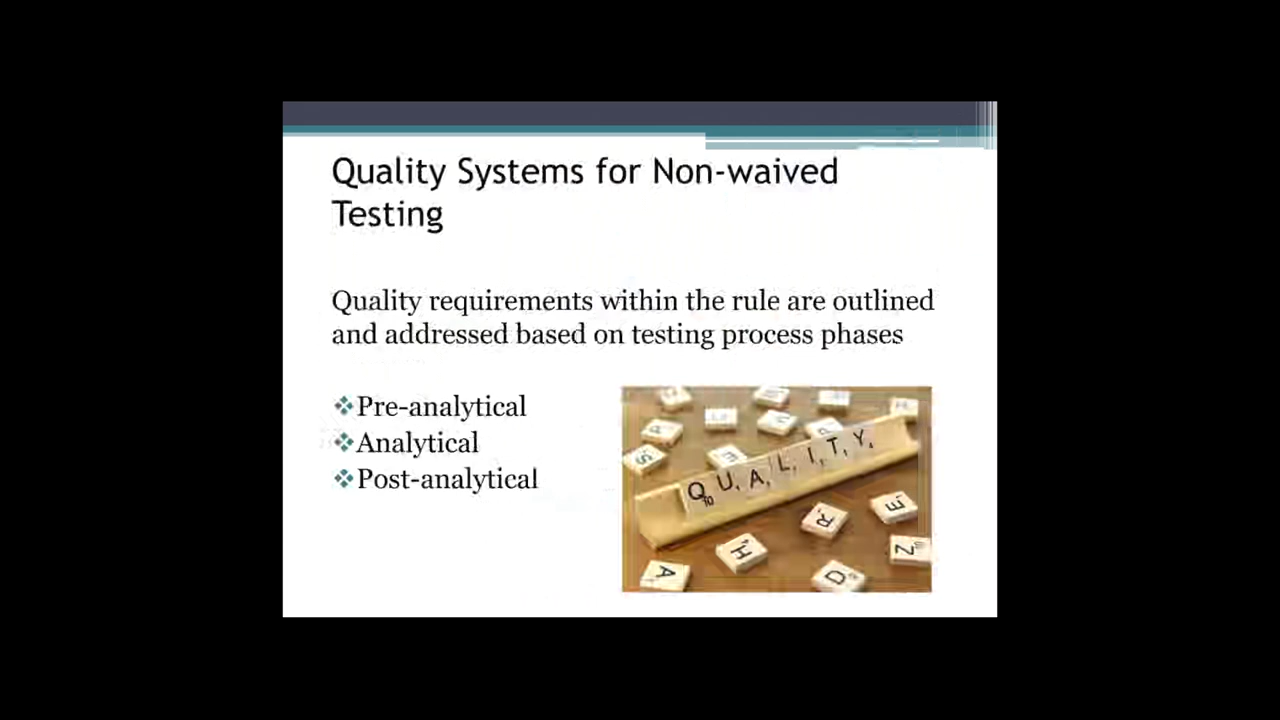 Quality Systems for Non-waived
Testing
Quality requirements within the rule are outlined
and addressed based on testing process phases
Pre-analytical
Analytical
Post-analytical
QUALITY
S
E
R
E
H
Z
A
D